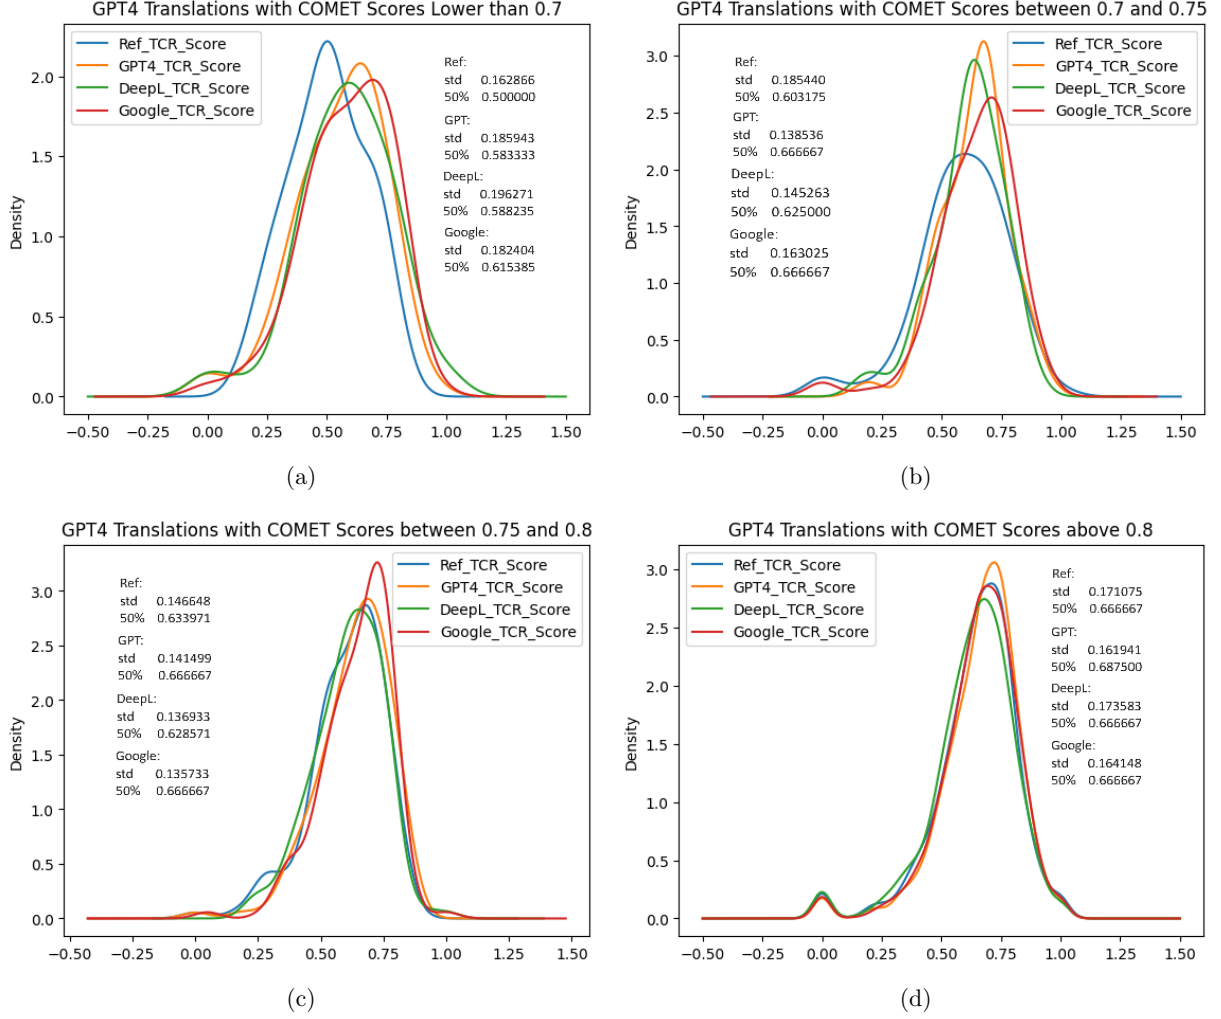 GPT4 Translations with COMET Scores Lower than 0.7
Ref_TCR_Score
GPT4_TCR_Score
DeepL_TCR_Score
Google_TCR_Score
Ref:
std 0.162866
50% 0.500000
GPT:
std 0.185943
50% 0.583333
DeepL:
std 0.196271
50% 0.588235
Google:
std 0.182404
50% 0.615385
Density
2.0
1.5
1.0
0.5
0.0
−0.50 −0.25 0.00 0.25 0.50 0.75 1.00 1.25 1.50
(a)
GPT4 Translations with COMET Scores between 0.7 and 0.75
Ref:
std 0.185440
50% 0.603175
GPT:
std 0.138536
50% 0.666667
DeepL:
std 0.145263
50% 0.625000
Google:
std 0.163025
50% 0.666667
Ref_TCR_Score
GPT4_TCR_Score
DeepL_TCR_Score
Google_TCR_Score
Density
3.0
2.5
2.0
1.5
1.0
0.5
0.0
−0.50 −0.25 0.00 0.25 0.50 0.75 1.00 1.25 1.50
(b)
GPT4 Translations with COMET Scores between 0.75 and 0.8
Ref:
std 0.146648
50% 0.633971
GPT:
std 0.141499
50% 0.666667
DeepL:
std 0.136933
50% 0.628571
Google:
std 0.135733
50% 0.666667
Ref_TCR_Score
GPT4_TCR_Score
DeepL_TCR_Score
Google_TCR_Score
Density
3.0
2.5
2.0
1.5
1.0
0.5
0.0
−0.50 −0.25 0.00 0.25 0.50 0.75 1.00 1.25 1.50
(c)
GPT4 Translations with COMET Scores above 0.8
Ref_TCR_Score
GPT4_TCR_Score
DeepL_TCR_Score
Google_TCR_Score
Ref:
std 0.171075
50% 0.666667
GPT:
std 0.161941
50% 0.687500
DeepL:
std 0.173583
50% 0.666667
Google:
std 0.164148
50% 0.666667
Density
3.0
2.5
2.0
1.5
1.0
0.5
0.0
−0.50 −0.25 0.00 0.25 0.50 0.75 1.00 1.25 1.50
(d)